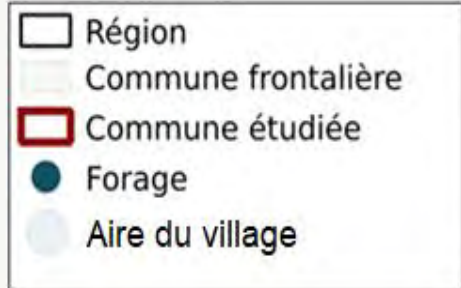 Région
Commune frontalière
Commune étudiée
Forage
Aire du village